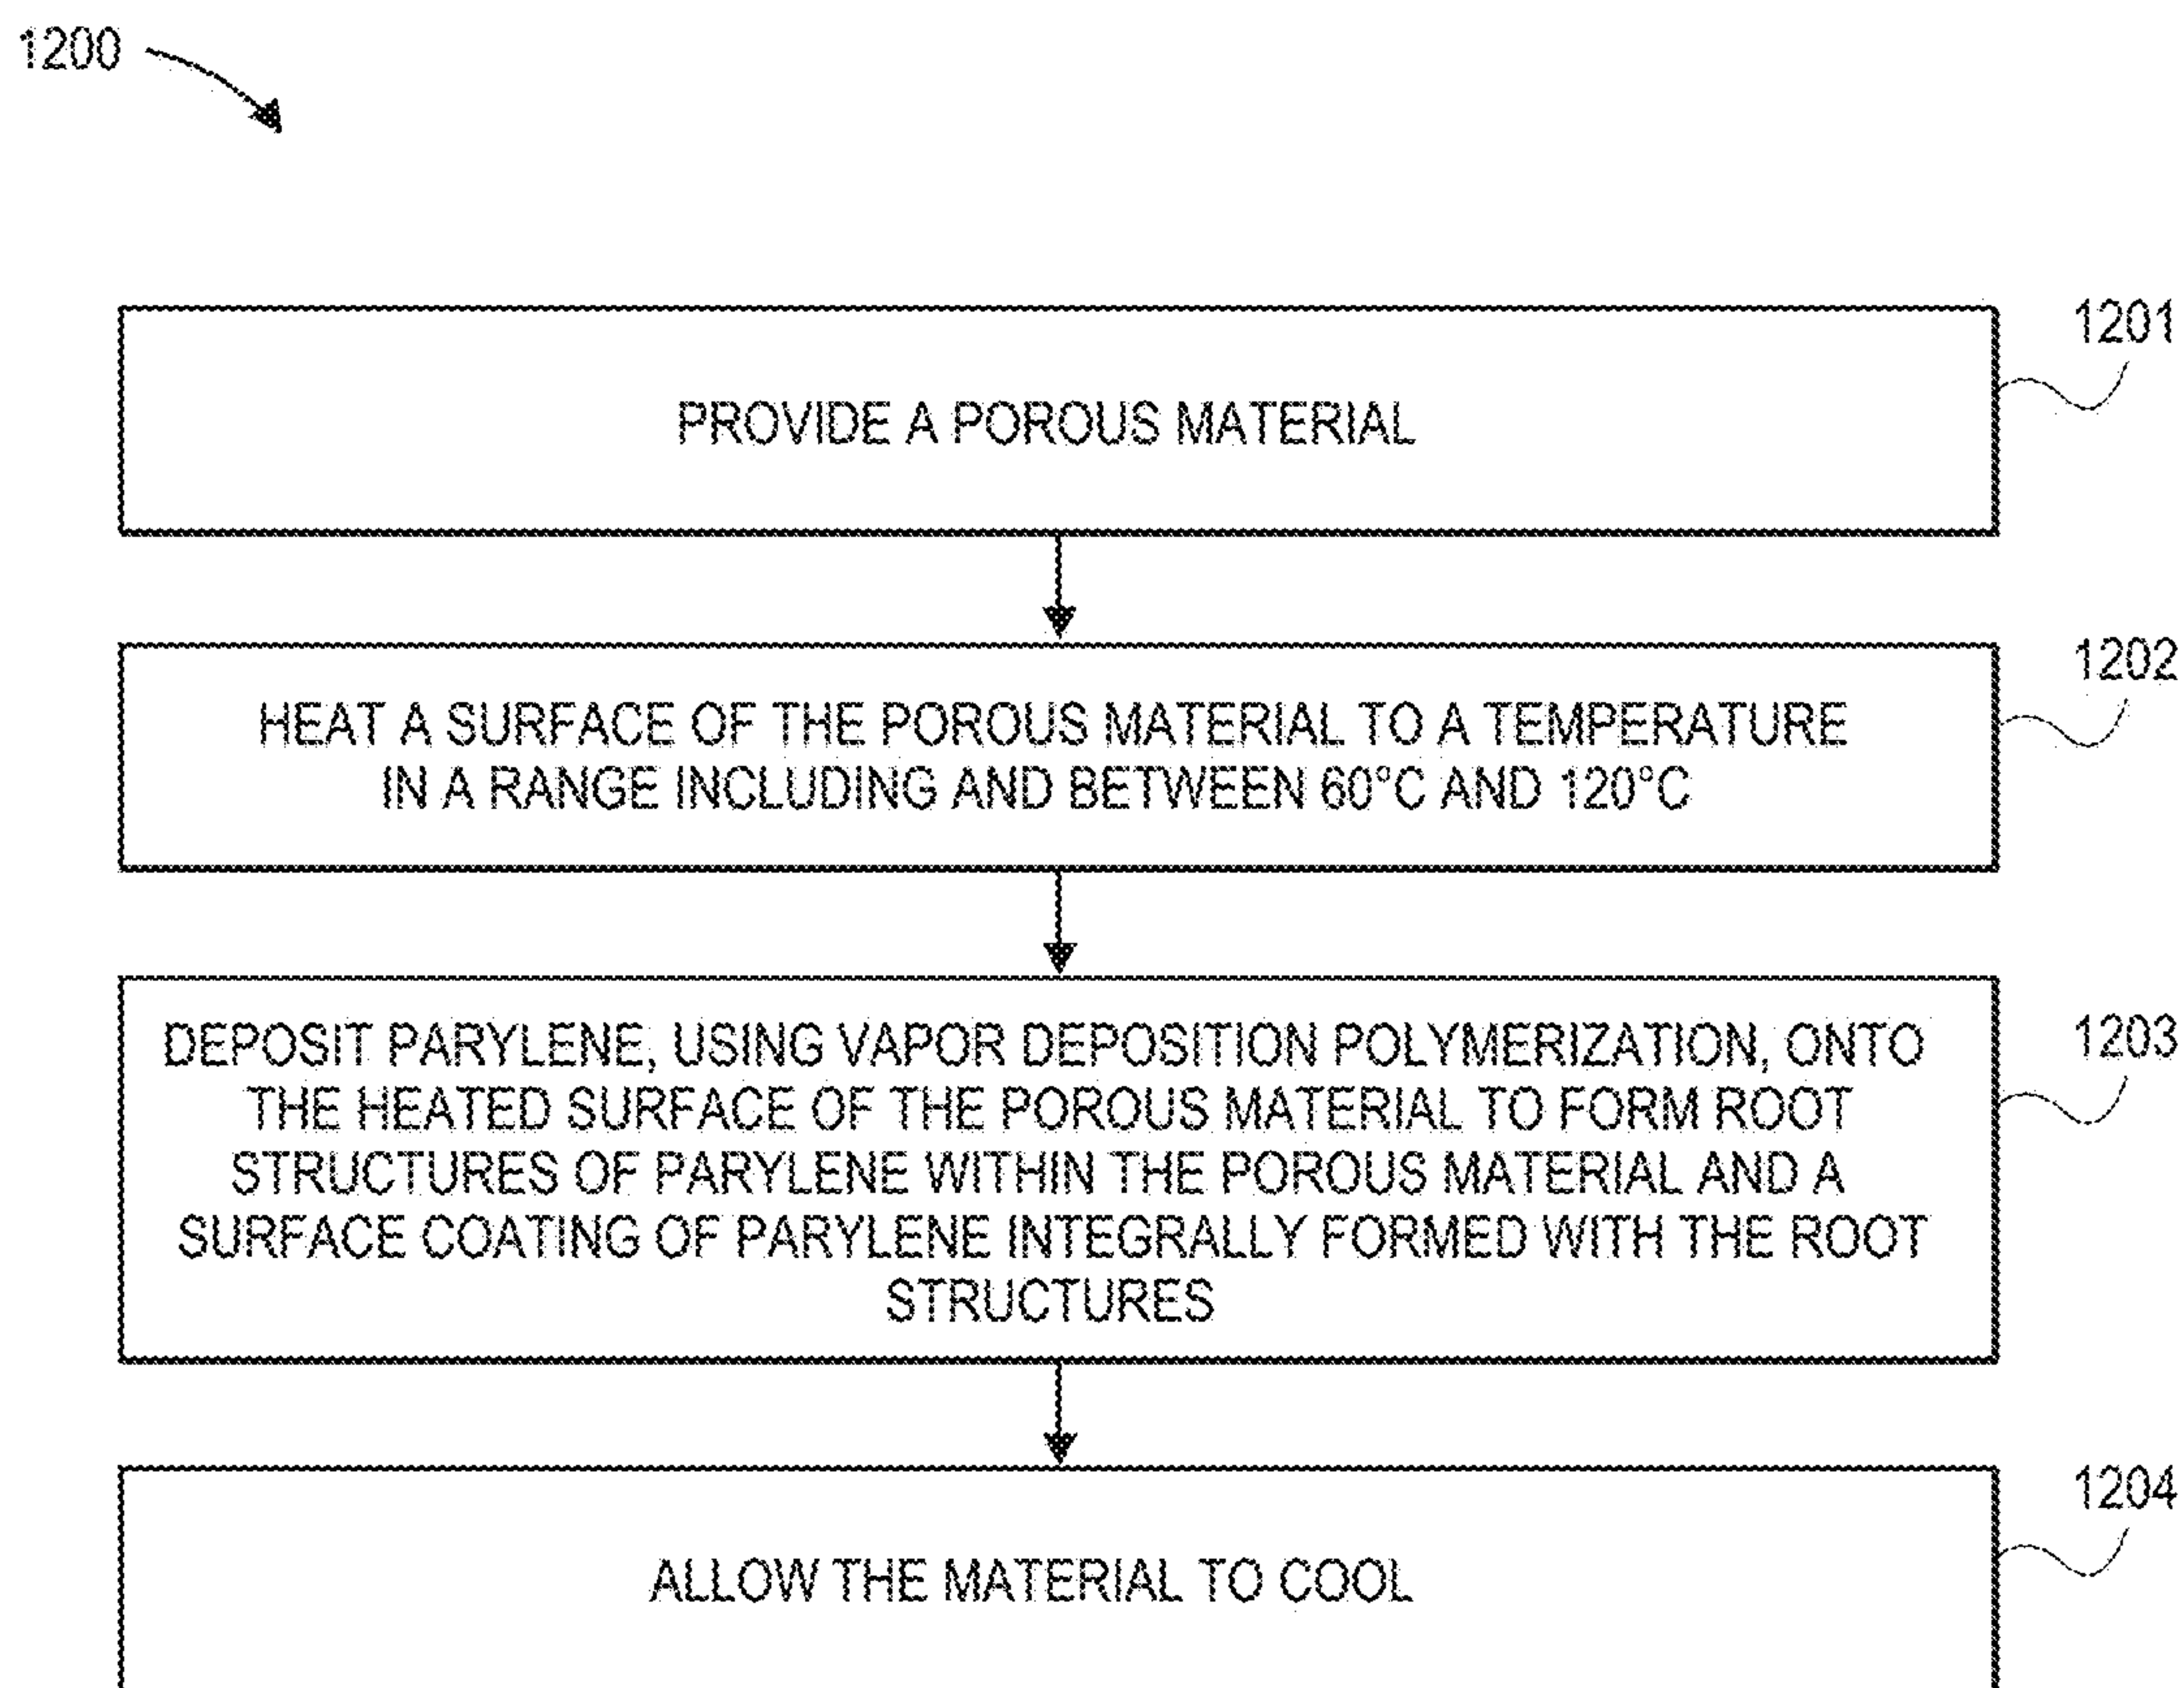 1200
1201
PROVIDE A POROUS MATERIAL
1202
HEAT A SURFACE OF THE POROUS MATERIAL TO A TEMPERATURE
IN A RANGE INCLUDING AND BETWEEN 60°C AND 120°C
1203
DEPOSIT PARYLENE, USING VAPOR DEPOSITION POLYMERIZATION, ONTO
THE HEATED SURFACE OF THE POROUS MATERIAL TO FORM ROOT
STRUCTURES OF PARYLENE WITHIN THE POROUS MATERIAL AND A
SURFACE COATING OF PARYLENE INTEGRALLY FORMED WITH THE ROOT
STRUCTURES
1204
ALLOW THE MATERIAL TO COOL